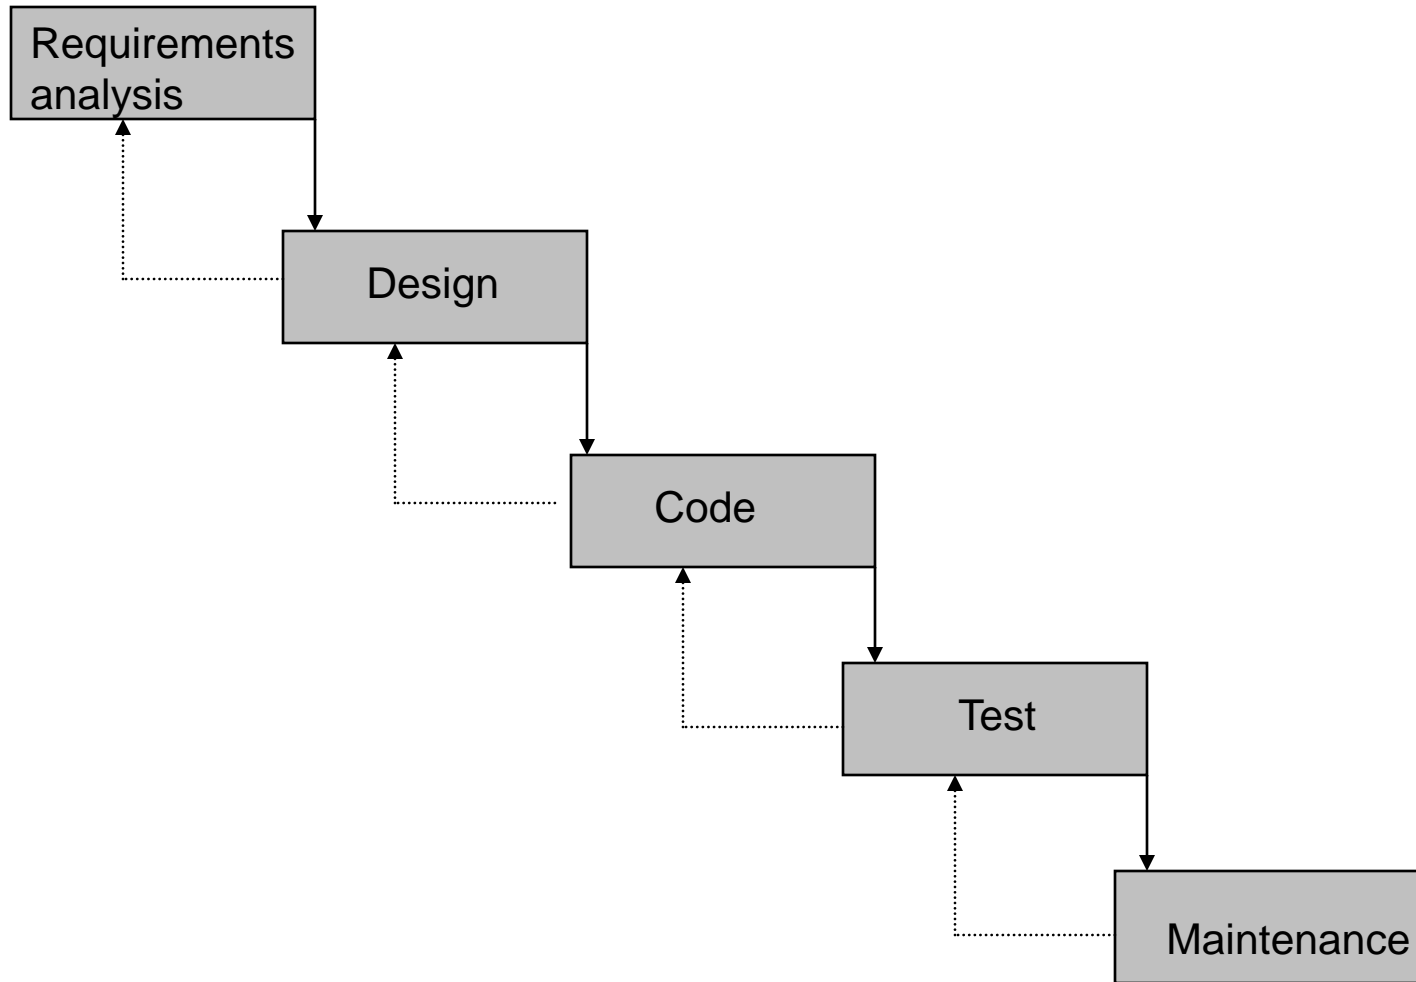 Requirements
analysis
Design
Code
Test
Maintenance